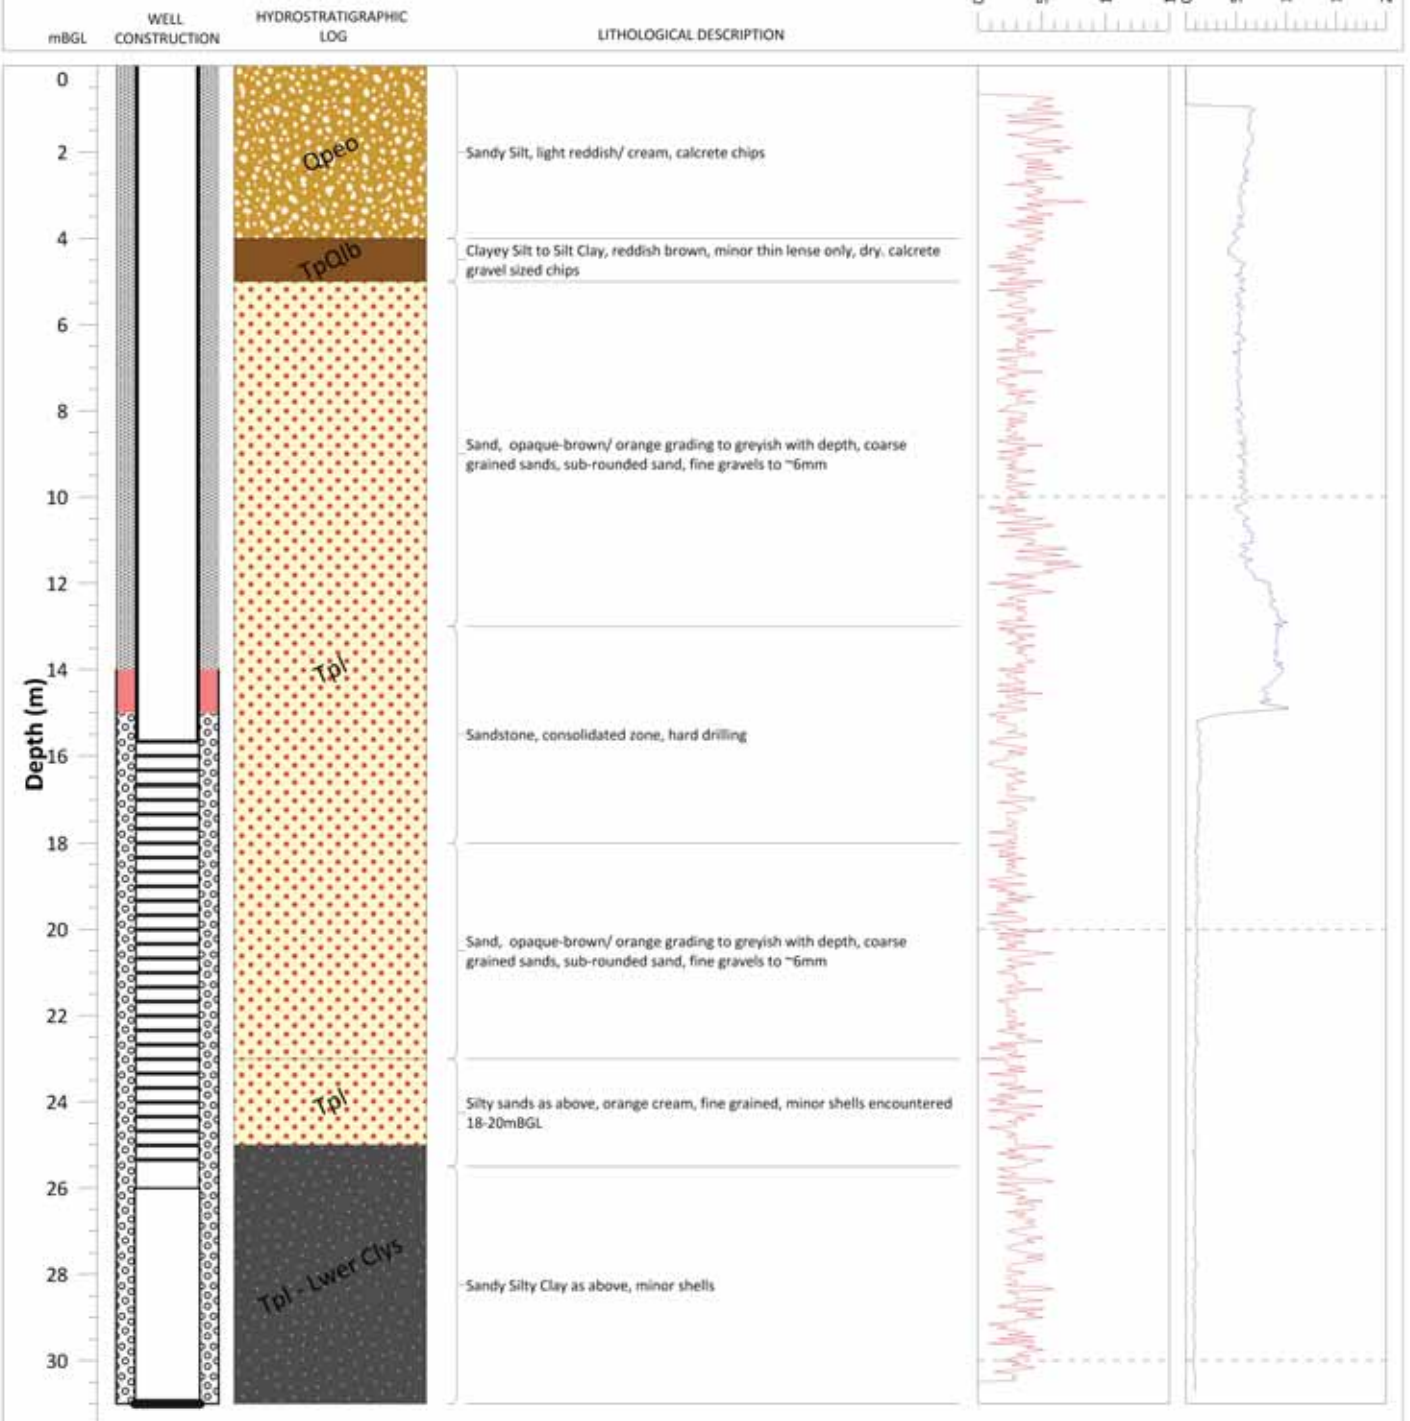 HYDROSTRATIGRAPHIC
WELL
LOG
mBGL
CONSTRUCTION
LITHOLOGICAL DESCRIPTION
0
Qpeo
2
Sandy Silt, light reddish/ cream, calcrete chips
4
TpQlb
Clayey Silt to Silt Clay, reddish brown, minor thin lense only, dry. calcrete
gravel sized chips
6
8
Sand, opaque-brown/ orange grading to greyish with depth, coarse
grained sands, sub-rounded sand, fine gravels to ~6mm
10
12
14
Tpl
Depth (m)
Sandstone, consolidated zone, hard drilling
16
18
20
Sand, opaque-brown/ orange grading to greyish with depth, coarse
grained sands, sub-rounded sand, fine gravels to ~6mm
22
24
Tpl
Silty sands as above, orange cream, fine grained, minor shells encountered
18-20mBGL
26
28
Tpl - Lwer Clys
Sandy Silty Clay as above, minor shells
30